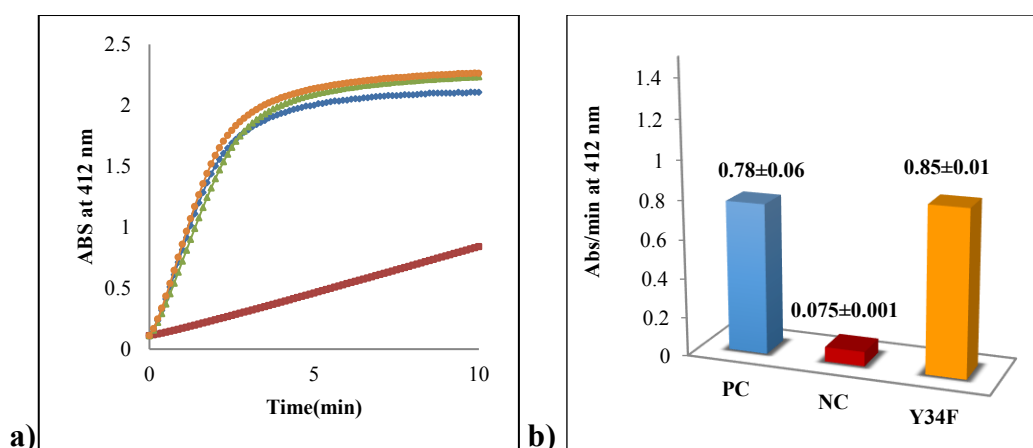 2.5
2
1.5
1
0.5
0
0 5 10
ABS at 412 nm
Time(min)
a)
1.4
1.2
1
0.8
0.6
0.4
0.2
0
Abs/min at 412 nm
0.78±0.06
0.075±0.001
0.85±0.01
PC
NC
Y34F
b)